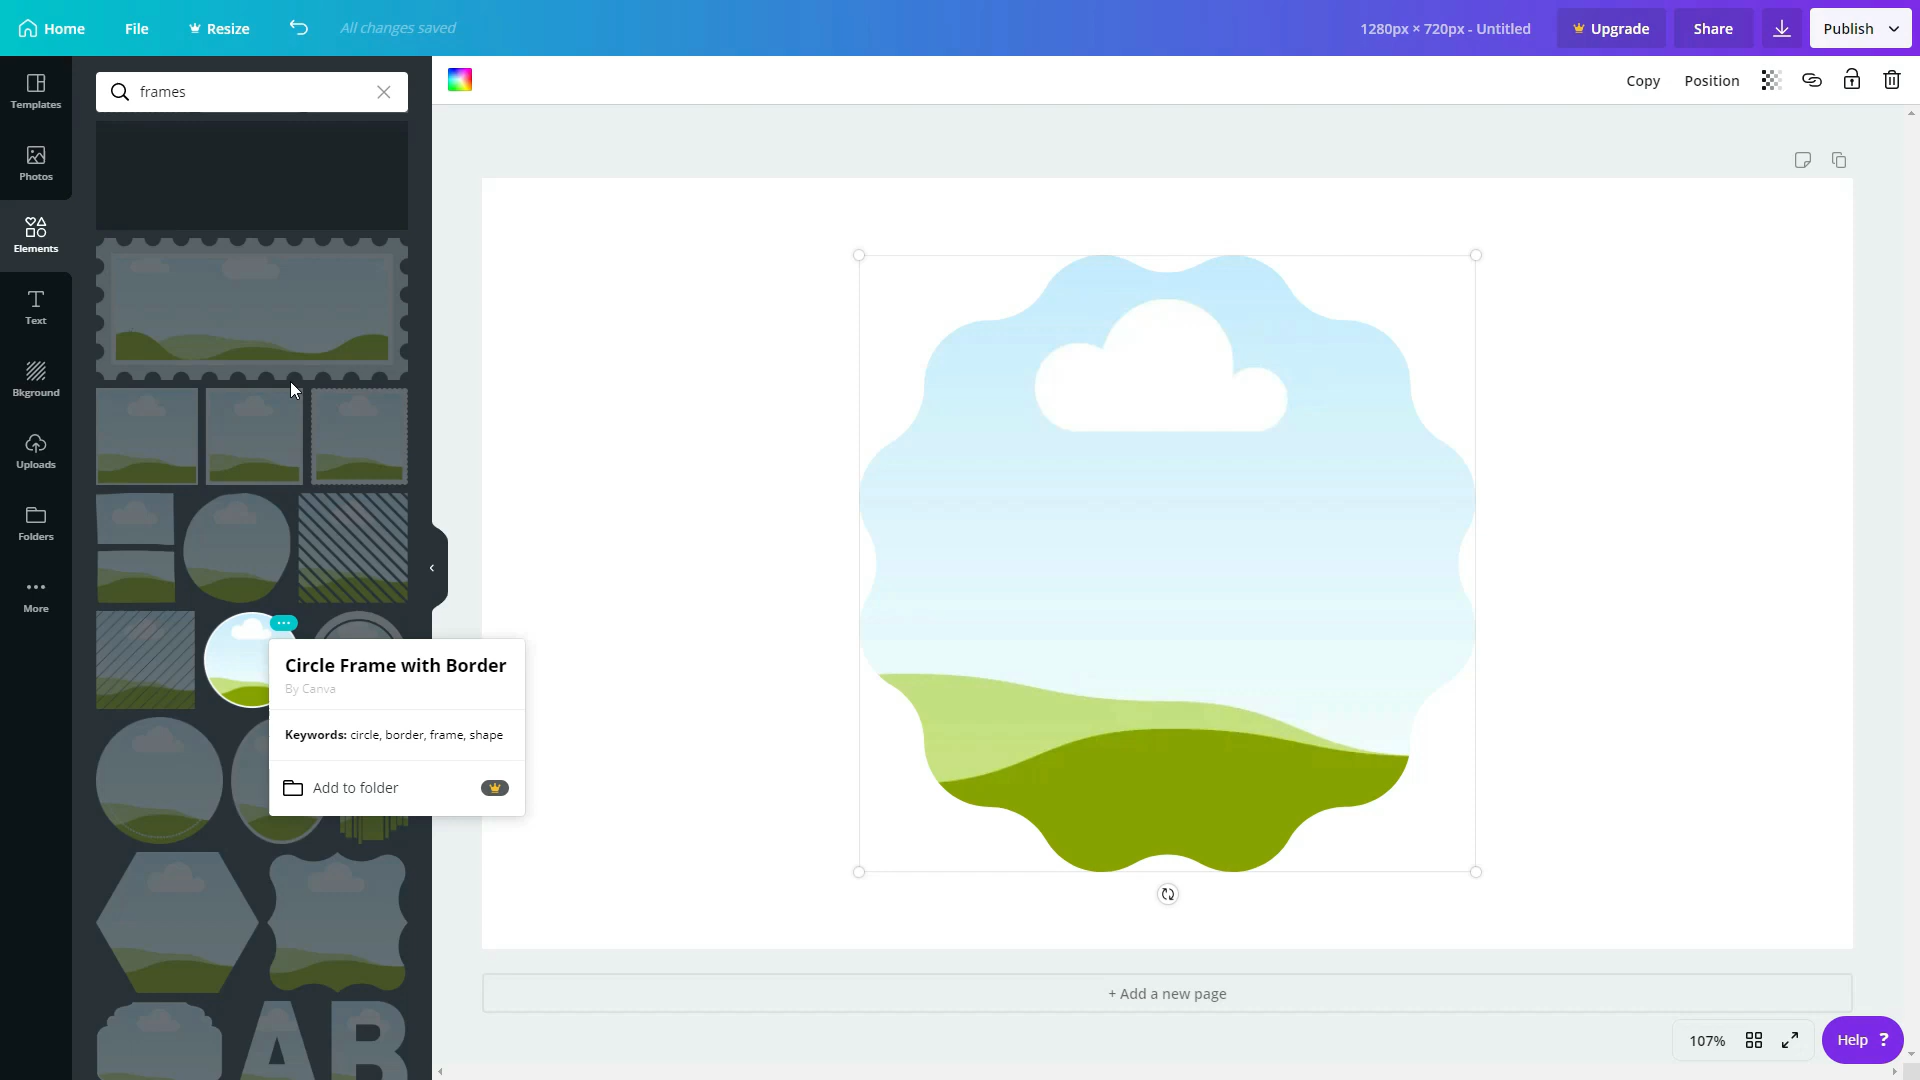 Home File Resize All changes saved 1280px × 720px - Untitled Upgrade Share Publish
frames
Copy Position
Templates
Photos
Elements
Text
Bkground
Uploads
Folders
More
Circle Frame with Border
By Canva
Keywords: circle, border, frame, shape
Add to folder
AB
+ Add a new page
107% Help ?